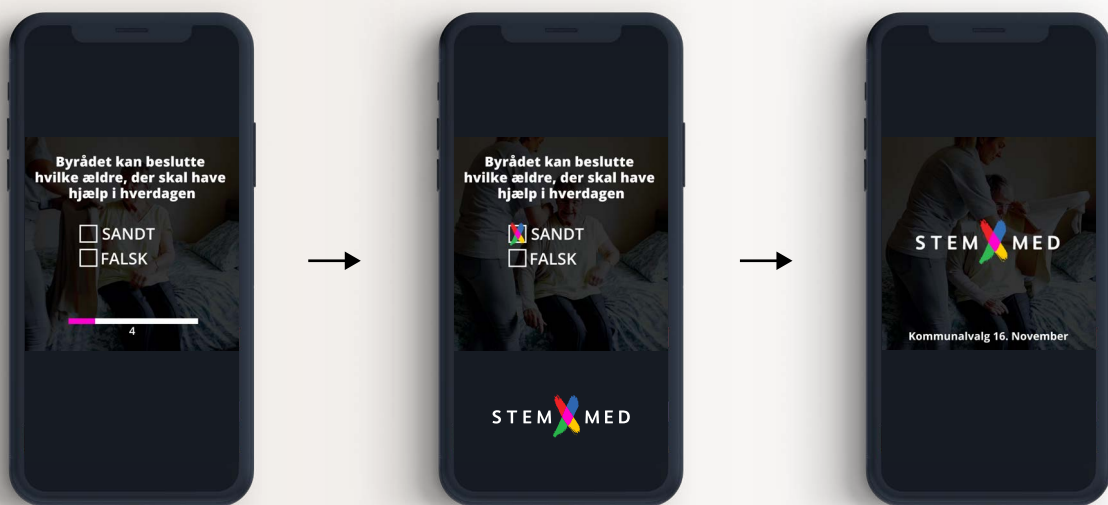 Byrådet kan beslutte
hvilke ældre, der skal have
hjælp i hverdagen
SANDT
FALSK
4
Byrådet kan beslutte
hvilke ældre, der skal have
hjælp i hverdagen
SANDT
FALSK
STEM X MED
STEM X MED
Kommunalvalg 16. November